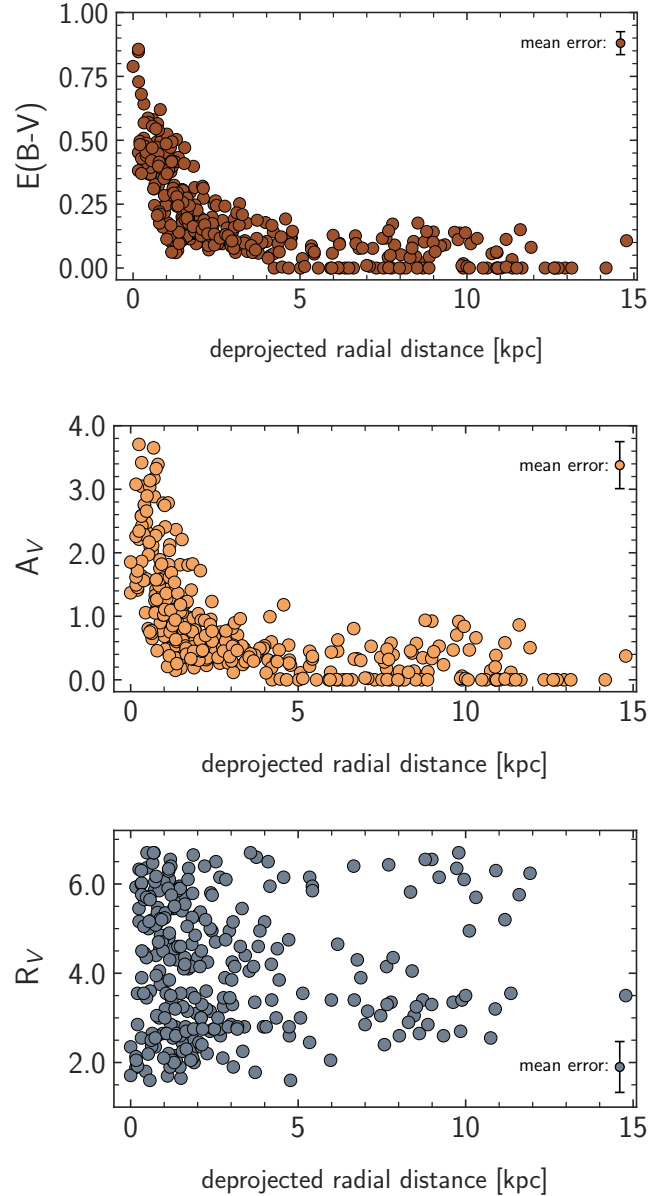 1.00
mean error:
0.75
E(B-V)
0.50
0.25
0.00
0 5 10 15
deprojected radial distance [kpc]
4.0
mean error:
3.0
A_V
2.0
1.0
0.0
0 5 10 15
deprojected radial distance [kpc]
6.0
R_V
4.0
2.0
mean error:
0 5 10 15
deprojected radial distance [kpc]